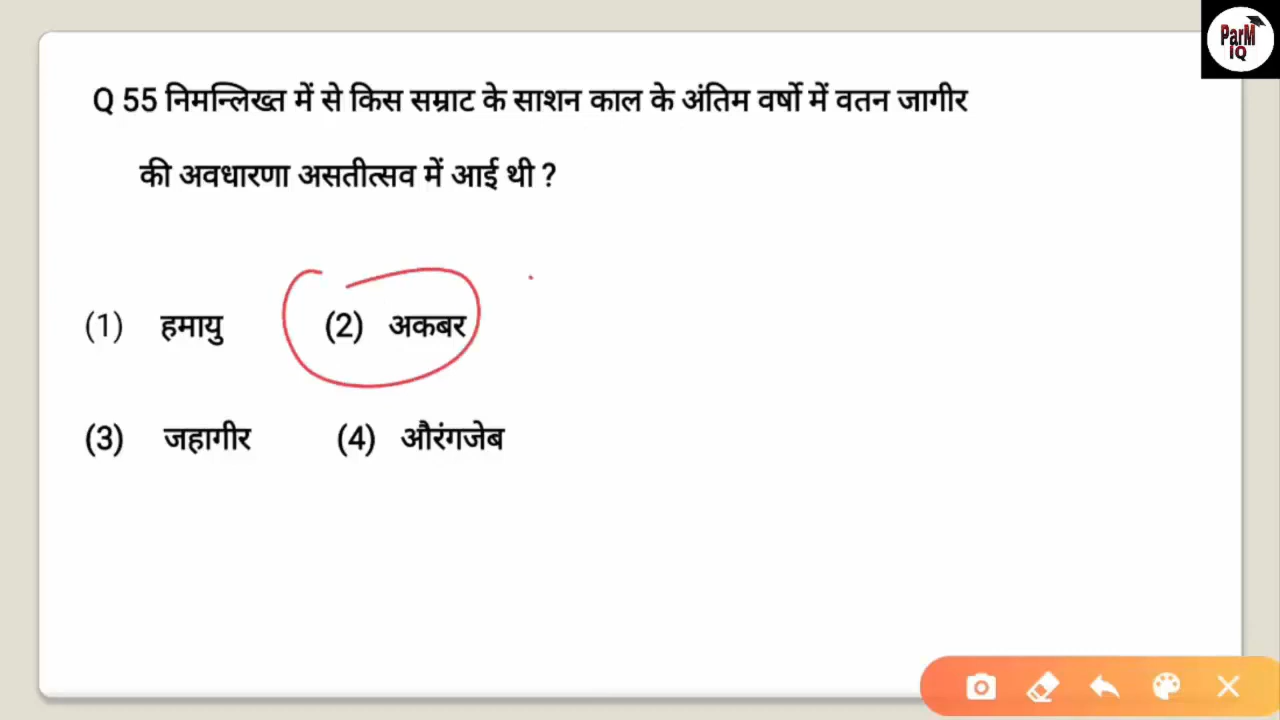 ParM
IQ
Q 55 निमन्लिख्त में से किस सम्राट के साशन काल के अंतिम वर्षो में वतन जागीर
की अवधारणा असतीत्सव में आई थी ?
(1) हमायु (2) अकबर
(3) जहागीर (4) औरंगजेब